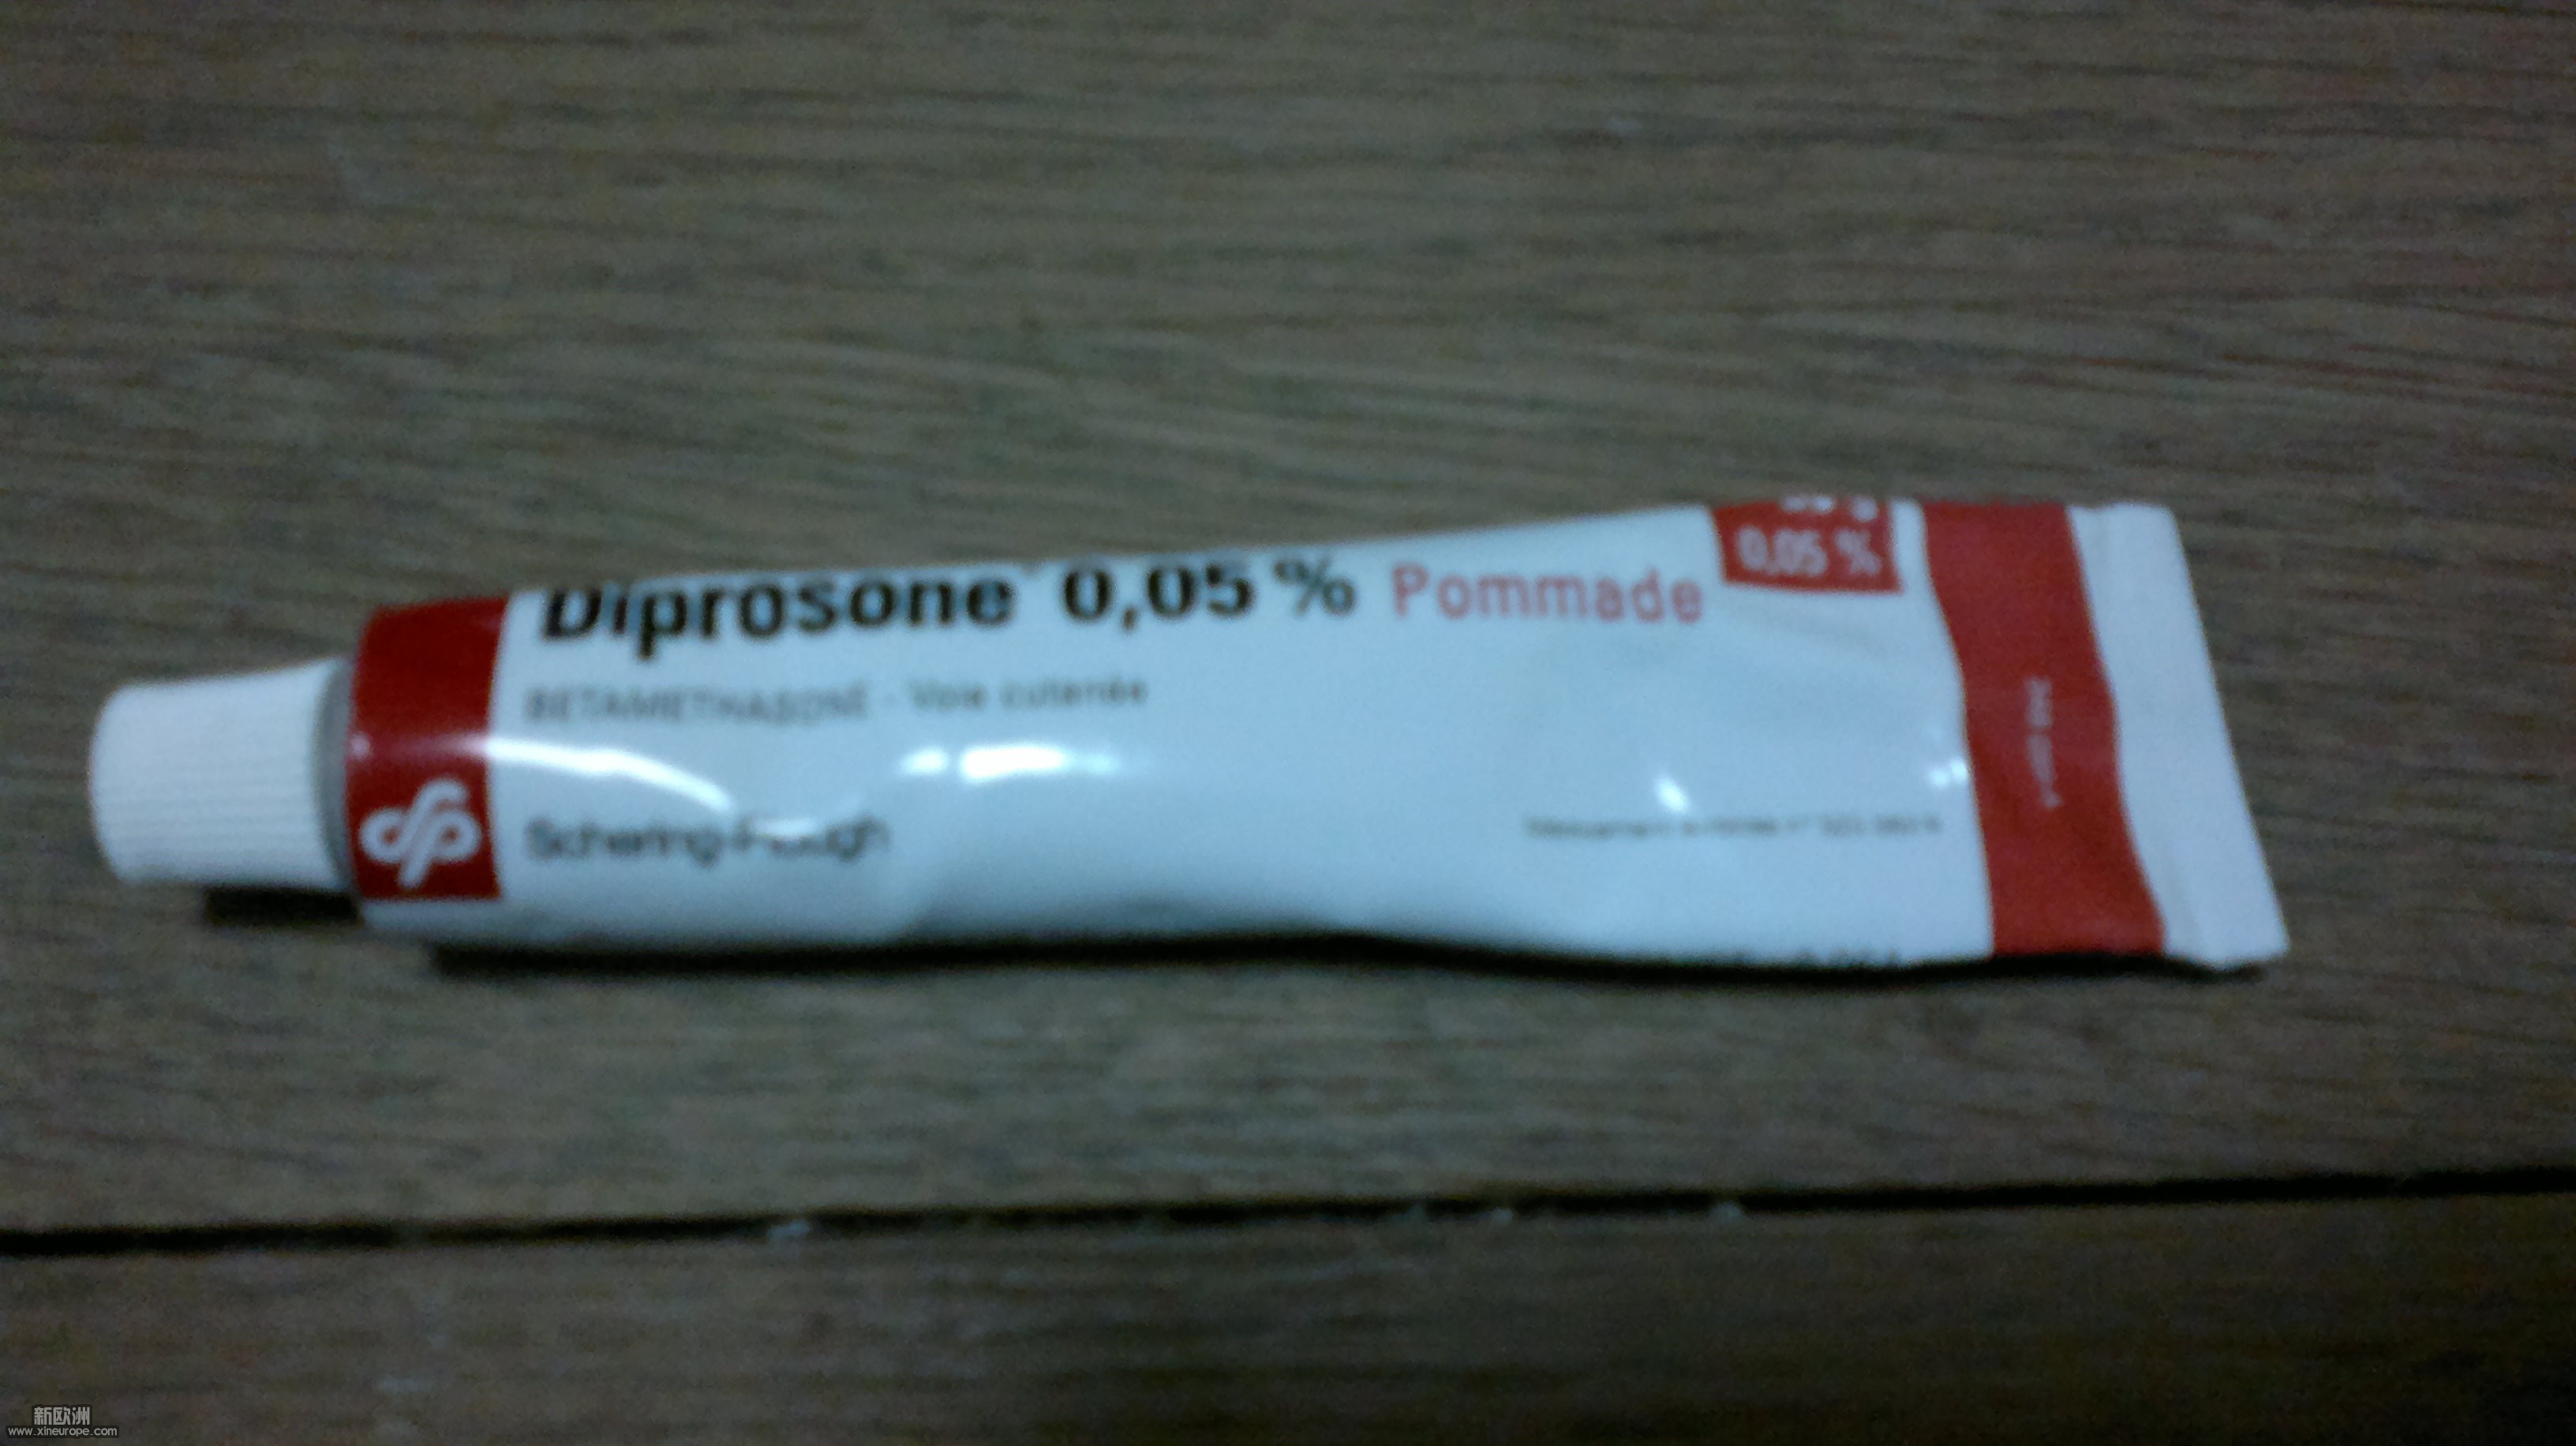 Diprosone 0,05 % Pommade
0,05 %
BETAMETHASONE - Voie cutanée
Schering-Plough
新欧洲
www.xineurope.com